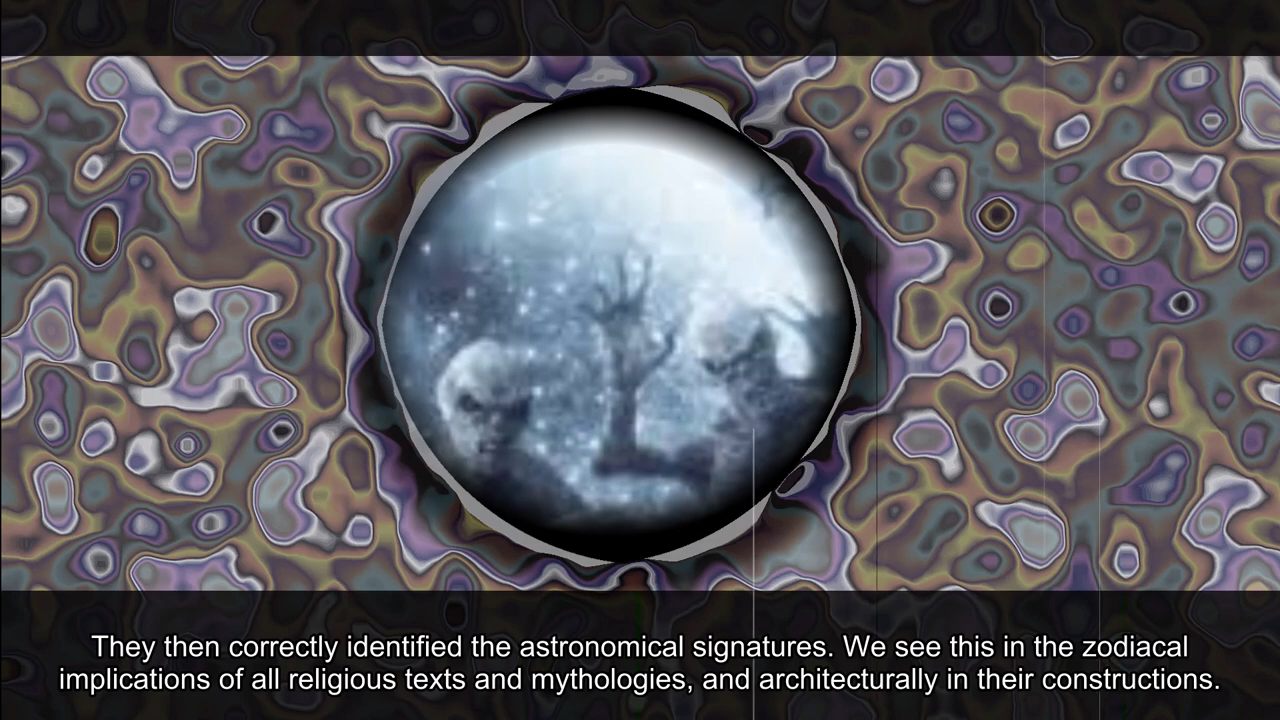 They then correctly identified the astronomical signatures. We see this in the zodiacal
implications of all religious texts and mythologies, and architecturally in their constructions.